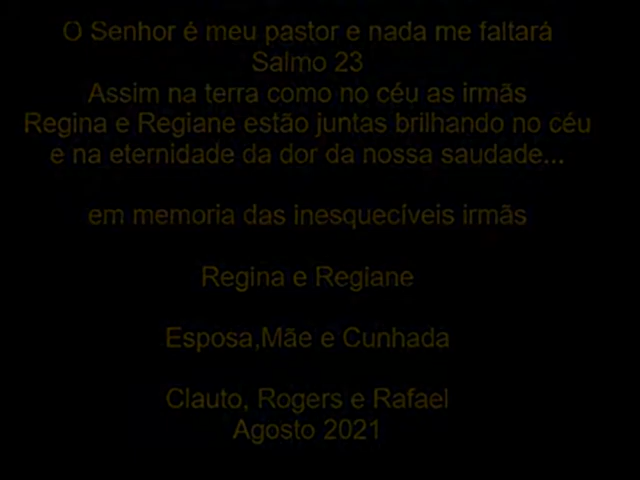 O Senhor é meu pastor e nada me faltará
Salmo 23
Assim na terra como no céu as irmãs
Regina e Regiane estão juntas brilhando no céu
e na eternidade da dor da nossa saudade...
em memoria das inesquecíveis irmãs
Regina e Regiane
Esposa,Mãe e Cunhada
Clauto, Rogers e Rafael
Agosto 2021